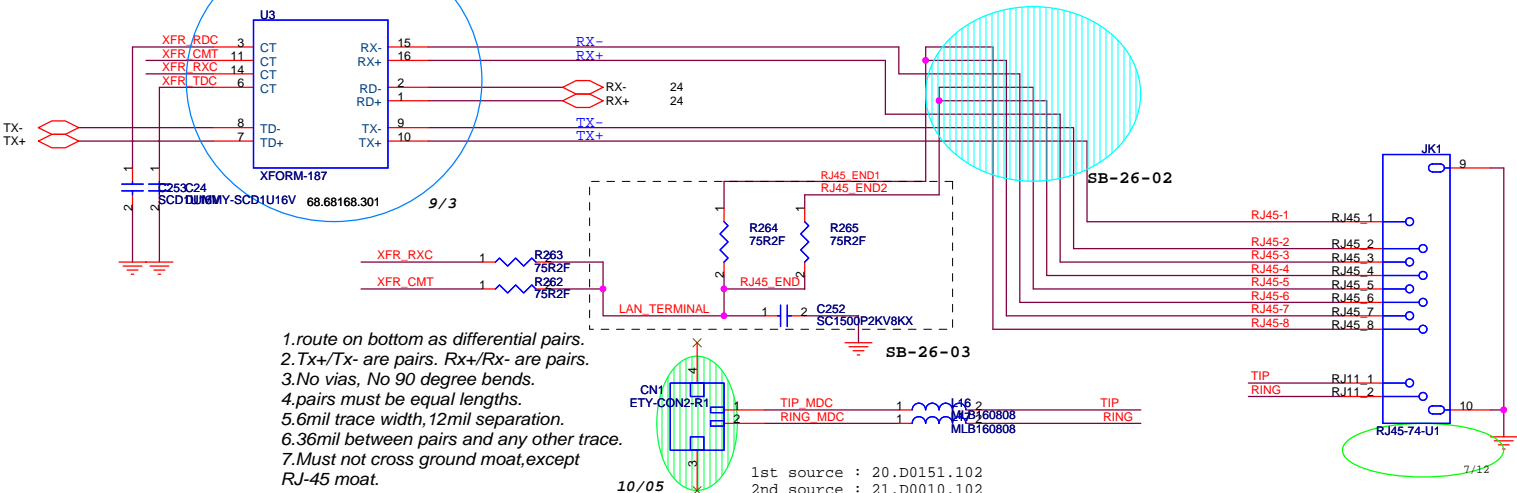 U3
XFR_RDC 3 CT
XFR_CMT 11 CT
XFR_RXC 14 CT
XFR_TDC 6 CT
RX- 15 RX-
RX+ 16 RX+
RD- 2 RX- 24
RD+ 1 RX+ 24
TX- 8 TD-
TX+ 7 TD+
TX- 9 TX-
TX+ 10 TX+
XFORM-187
68.68168.301
9/3
1 1
2 2
C253 C24
DUMMY-SCD1U16V
SB-26-02
RJ45_END1
RJ45_END2
1 R264 75R2F 2
1 R265 75R2F 2
XFR_RXC 1 R263 2
75R2F
XFR_CMT 1 R262 2
75R2F
RJ45_END
LAN_TERMINAL
1 2 C252
SC1500P2KV8KX
SB-26-03
JK1
9
RJ45-1 RJ45_1
RJ45-2 RJ45_2
RJ45-3 RJ45_3
RJ45-4 RJ45_4
RJ45-5 RJ45_5
RJ45-6 RJ45_6
RJ45-7 RJ45_7
RJ45-8 RJ45_8
TIP RJ11_1
RING RJ11_2
10
RJ45-74-U1
7/12
1.route on bottom as differential pairs.
2.Tx+/Tx- are pairs. Rx+/Rx- are pairs.
3.No vias, No 90 degree bends.
4.pairs must be equal lengths.
5.6mil trace width,12mil separation.
6.36mil between pairs and any other trace.
7.Must not cross ground moat,except
RJ-45 moat.
4
CN1
ETY-CON2-R1
1 TIP_MDC 1 L16 2 TIP
MLB160808
2 RING_MDC 1 2 RING
MLB160808
3
10/05
1st source : 20.D0151.102
2nd source : 21.D0010.102